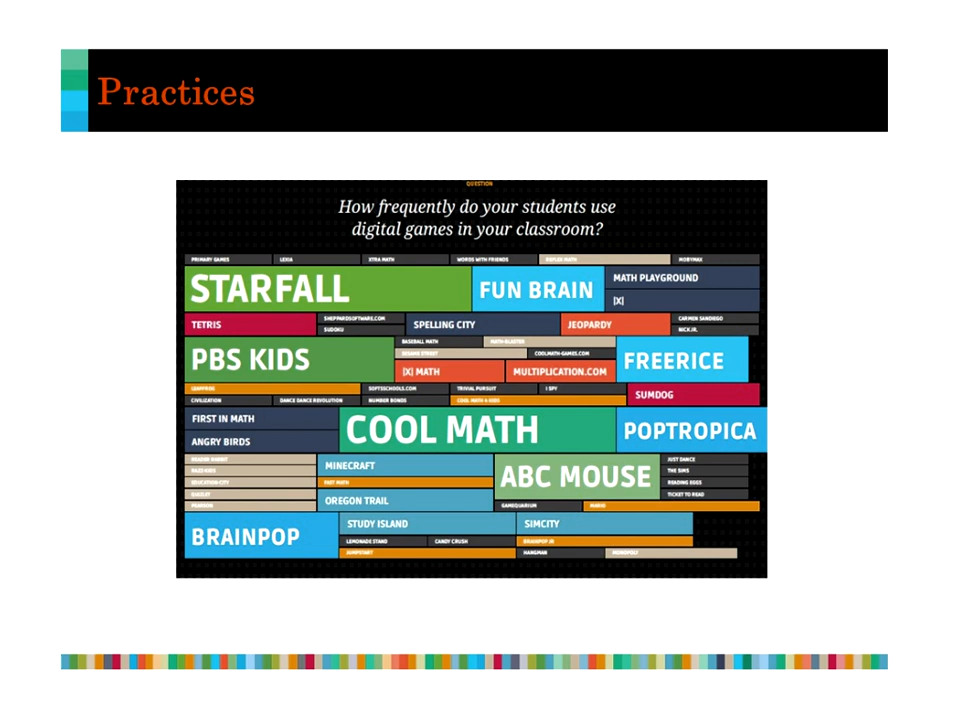 Practices
QUESTION
How frequently do your students use
digital games in your classroom?
PRIMARY GAMES LEXIA XTRA MATH WORDS WITH FRIENDS REFLEX MATH MOBYMAX
STARFALL
FUN BRAIN
MATH PLAYGROUND
[X]
TETRIS
SHEPPARDSOFTWARE.COM
SUDOKU
SPELLING CITY
JEOPARDY
CARMEN SANDIEGO
NICK JR.
PBS KIDS
BASEBALL MATH MATH BLASTER
SESAME STREET COOLMATH-GAMES.COM
[X] MATH
MULTIPLICATION.COM
FREERICE
LEAPFROG SOFTSCHOOLS.COM TRIVIAL PURSUIT I SPY
CIVILIZATION DANCE DANCE REVOLUTION NUMBER BONDS COOL MATH 4 KIDS
SUMDOG
FIRST IN MATH
ANGRY BIRDS
COOL MATH
POPTROPICA
READER RABBIT
RAZZ-KIDS
EDUCATION-CITY
QUIZLET
PEARSON
MINECRAFT
FAST MATH
OREGON TRAIL
ABC MOUSE
JUST DANCE
THE SIMS
READING EGGS
TICKET TO READ
GAMEQUARIUM MARIO
BRAINPOP
STUDY ISLAND
SIMCITY
LEMONADE STAND CANDY CRUSH BRAINPOP JR
JUMPSTART HANGMAN MONOPOLY